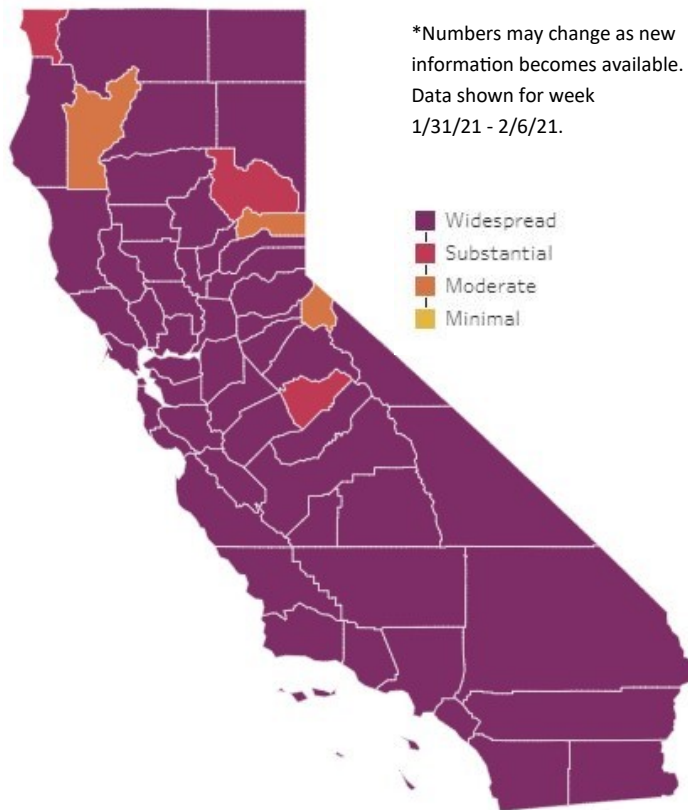 *Numbers may change as new
information becomes available.
Data shown for week
1/31/21 - 2/6/21.
Widespread
Substantial
Moderate
Minimal